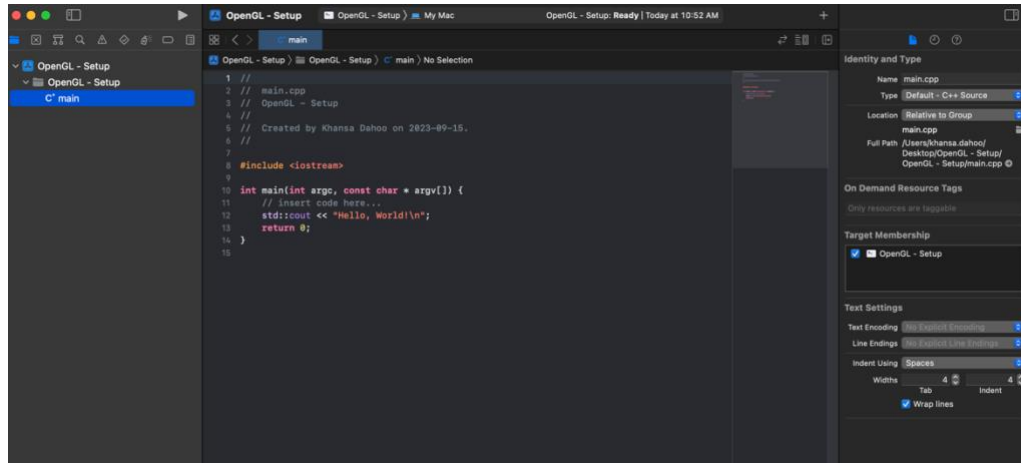 OpenGL - Setup
OpenGL - Setup 〉 My Mac
OpenGL - Setup: Ready | Today at 10:52 AM
main
OpenGL - Setup
OpenGL - Setup
main
OpenGL - Setup 〉 OpenGL - Setup 〉 main 〉 No Selection
1 //
2 // main.cpp
3 // OpenGL - Setup
4 //
5 // Created by Khansa Dahoo on 2023-09-15.
6 //
7
8 #include <iostream>
9
10 int main(int argc, const char * argv[]) {
11 // insert code here...
12 std::cout << "Hello, World!\n";
13 return 0;
14 }
15
Identity and Type
Name main.cpp
Type Default - C++ Source
Location Relative to Group
main.cpp
Full Path /Users/khansa.dahoo/
Desktop/OpenGL - Setup/
OpenGL - Setup/main.cpp
On Demand Resource Tags
Only resources are taggable
Target Membership
OpenGL - Setup
Text Settings
Text Encoding No Explicit Encoding
Line Endings No Explicit Line Endings
Indent Using Spaces
Widths 4 4
Tab Indent
Wrap lines